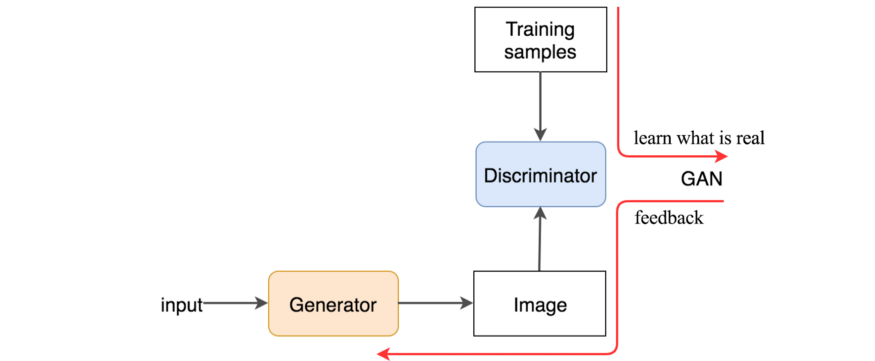 Training
samples
learn what is real
Discriminator
GAN
feedback
input
Generator
Image